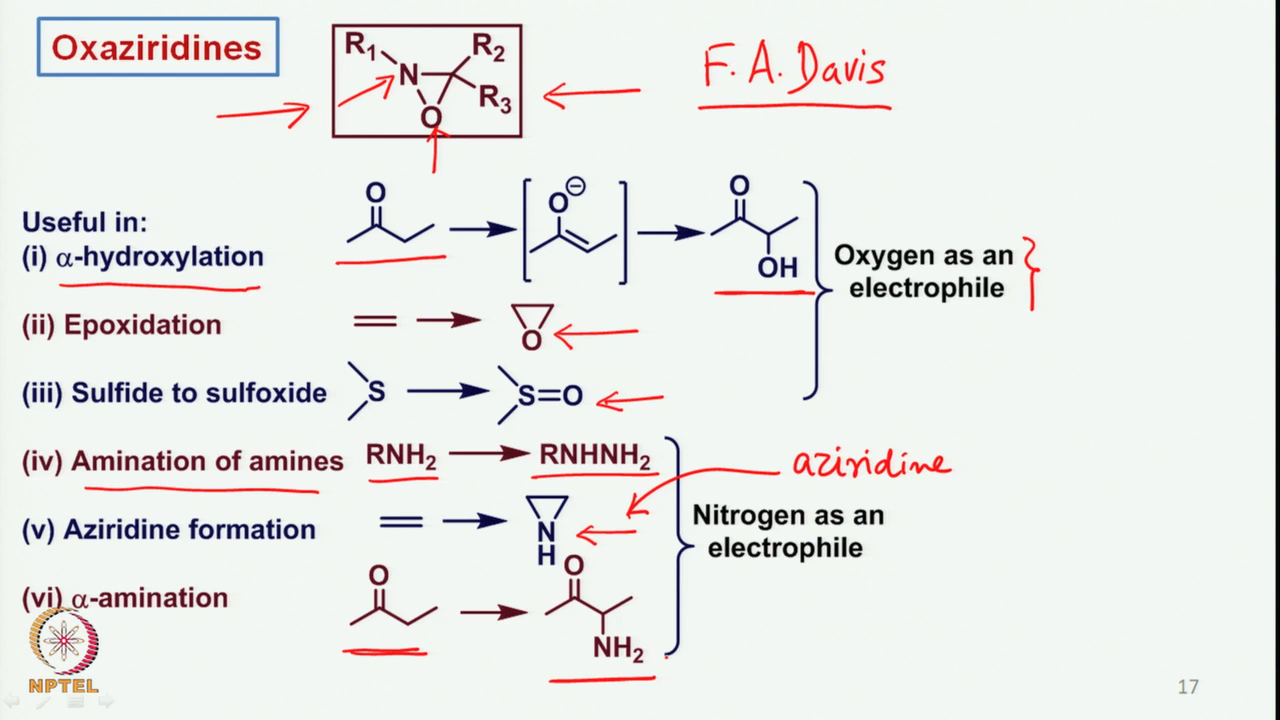 Oxaziridines
R1 R2
N
R3
O
F. A. Davis
Useful in:
(i) α-hydroxylation
O O ⊖ O
OH
Oxygen as an
electrophile
(ii) Epoxidation
O
(iii) Sulfide to sulfoxide S S=O
(iv) Amination of amines RNH2 RNHNH2
aziridine
(v) Aziridine formation N
H
Nitrogen as an
electrophile
(vi) α-amination
O O
NH2
NPTEL
17